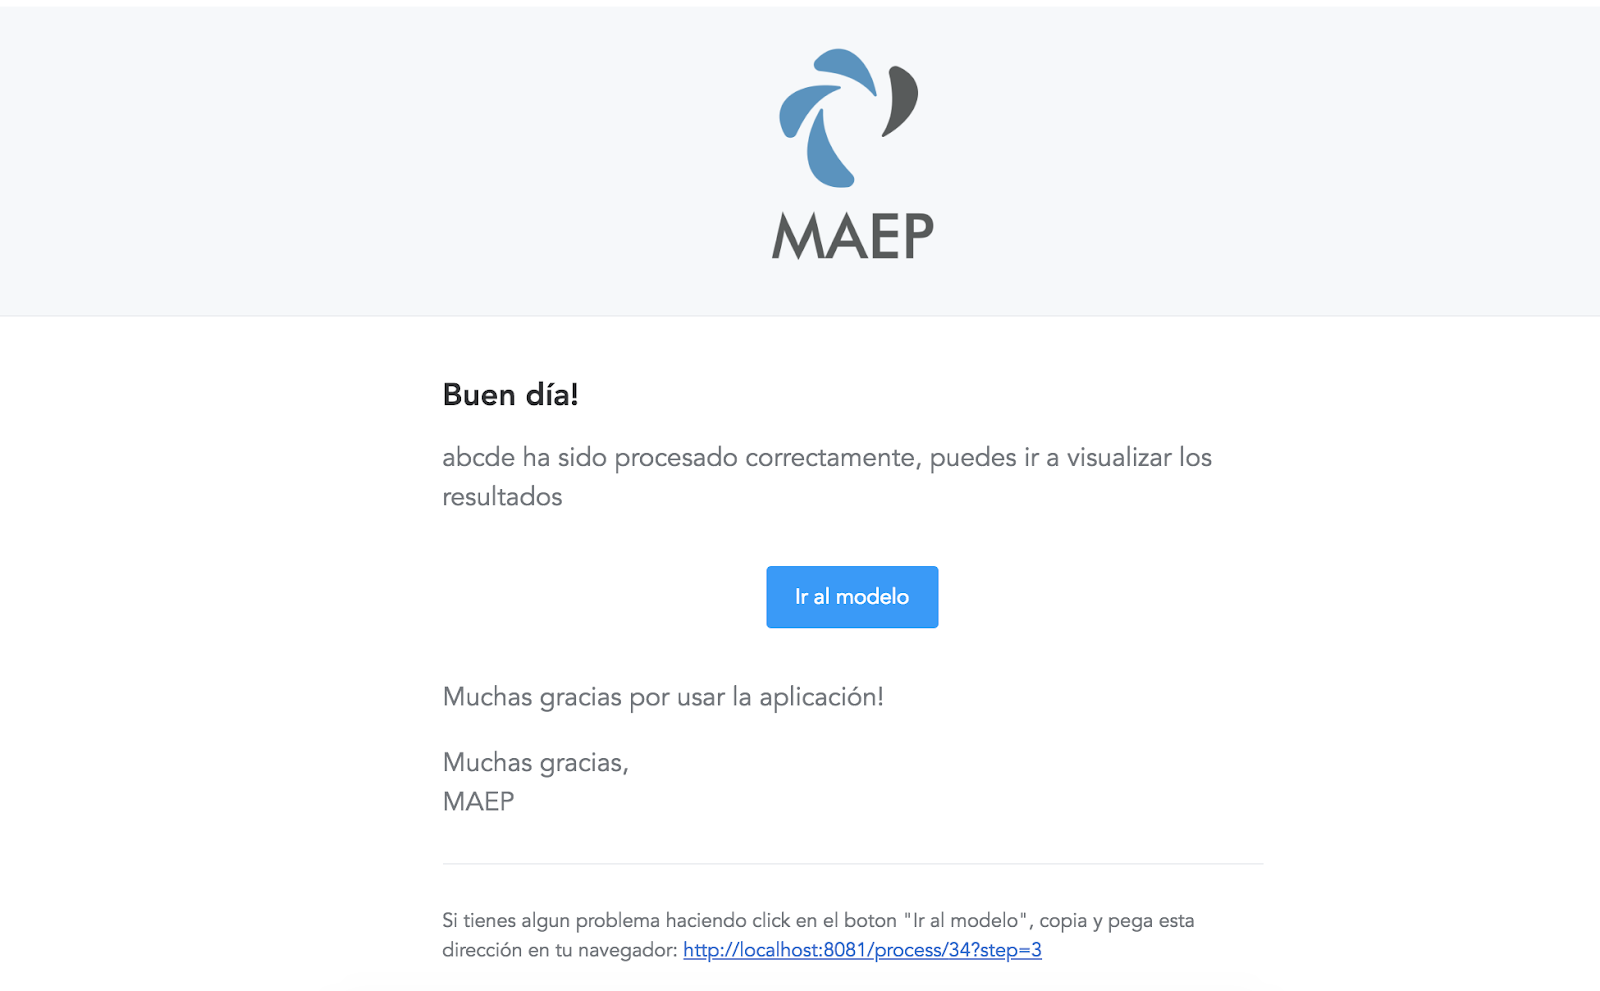 MAEP
Buen día!
abcde ha sido procesado correctamente, puedes ir a visualizar los
resultados
Ir al modelo
Muchas gracias por usar la aplicación!
Muchas gracias,
MAEP
Si tienes algun problema haciendo click en el boton "Ir al modelo", copia y pega esta
dirección en tu navegador: http://localhost:8081/process/34?step=3